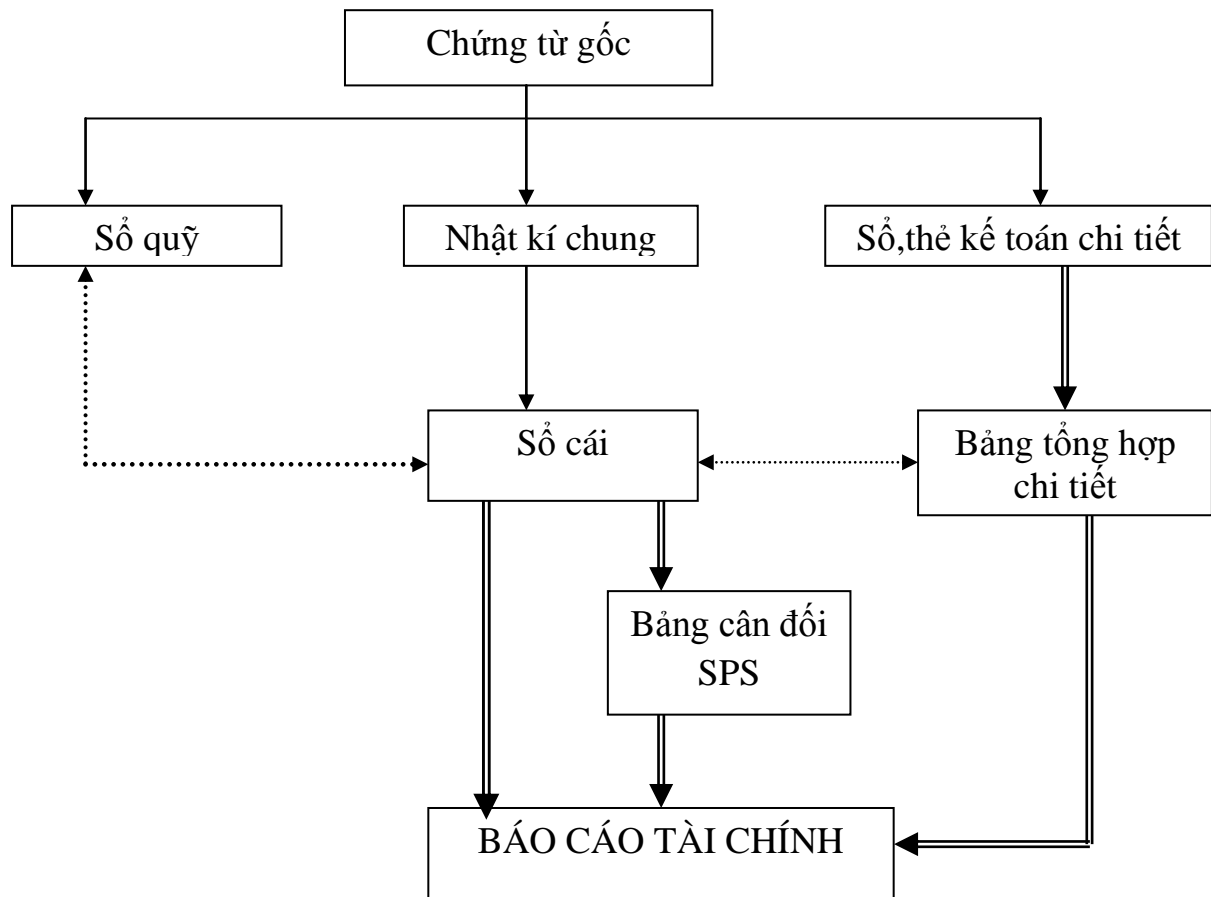 Chứng từ gốc
Sổ quỹ
Nhật kí chung
Sổ,thẻ kế toán chi tiết
Sổ cái
Bảng tổng hợp
chi tiết
Bảng cân đối
SPS
BÁO CÁO TÀI CHÍNH